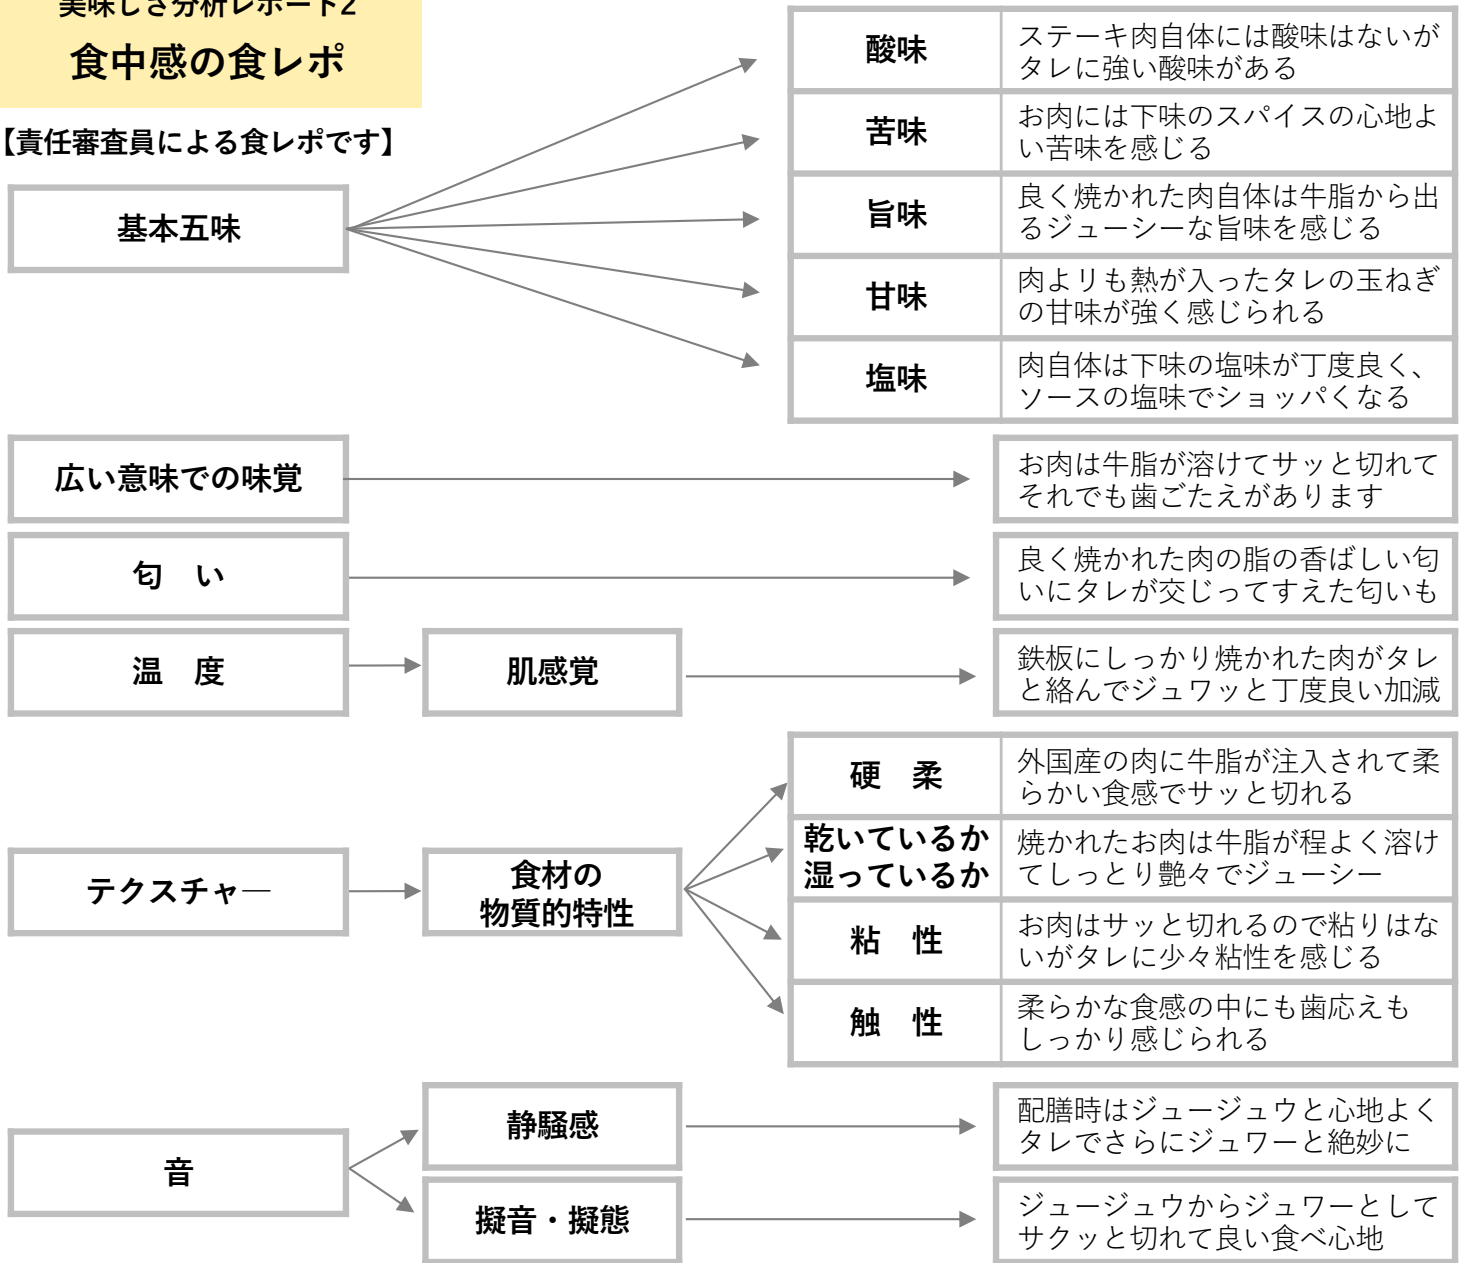 美味しさ分析レポート2
食中感の食レポ
【責任審査員による食レポです】
基本五味
酸味
ステーキ肉自体には酸味はないが
タレに強い酸味がある
苦味
お肉には下味のスパイスの心地よ
い苦味を感じる
旨味
良く焼かれた肉自体は牛脂から出
るジューシーな旨味を感じる
甘味
肉よリも熱が入ったタレの玉ねぎ
の甘味が強く感じられる
塩味
肉自体は下味の塩味が丁度良く、
ソースの塩味でショッパくなる
広い意味での味覚
お肉は牛脂が溶けてサッと切れて
それでも歯ごたえがあります
匂　い
良く焼かれた肉の脂の香ばしい匂
いにタレが交じってすえた匂いも
温　度
肌感覚
鉄板にしっかり焼かれた肉がタレ
と絡んでジュワッと丁度良い加減
テクスチャ―
食材の
物質的特性
硬　柔
外国産の肉に牛脂が注入されて柔
らかい食感でサッと切れる
乾いているか
湿っているか
焼かれたお肉は牛脂が程よく溶け
てしっとり艶々でジューシー
粘　性
お肉はサッと切れるので粘りはな
いがタレに少々粘性を感じる
触　性
柔らかな食感の中にも歯応えも
しっかり感じられる
音
静騒感
配膳時はジュージュウと心地よく
タレでさらにジュワーと絶妙に
擬音・擬態
ジュージュウからジュワーとして
サクッと切れて良い食べ心地